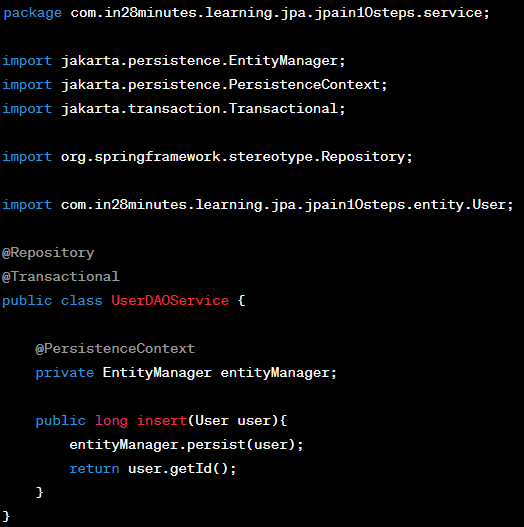 package com.in28minutes.learning.jpa.jpain10steps.service;
import jakarta.persistence.EntityManager;
import jakarta.persistence.PersistenceContext;
import jakarta.transaction.Transactional;
import org.springframework.stereotype.Repository;
import com.in28minutes.learning.jpa.jpain10steps.entity.User;
@Repository
@Transactional
public class UserDAOService {
    @PersistenceContext
    private EntityManager entityManager;
    public long insert(User user){
        entityManager.persist(user);
        return user.getId();
    }
}